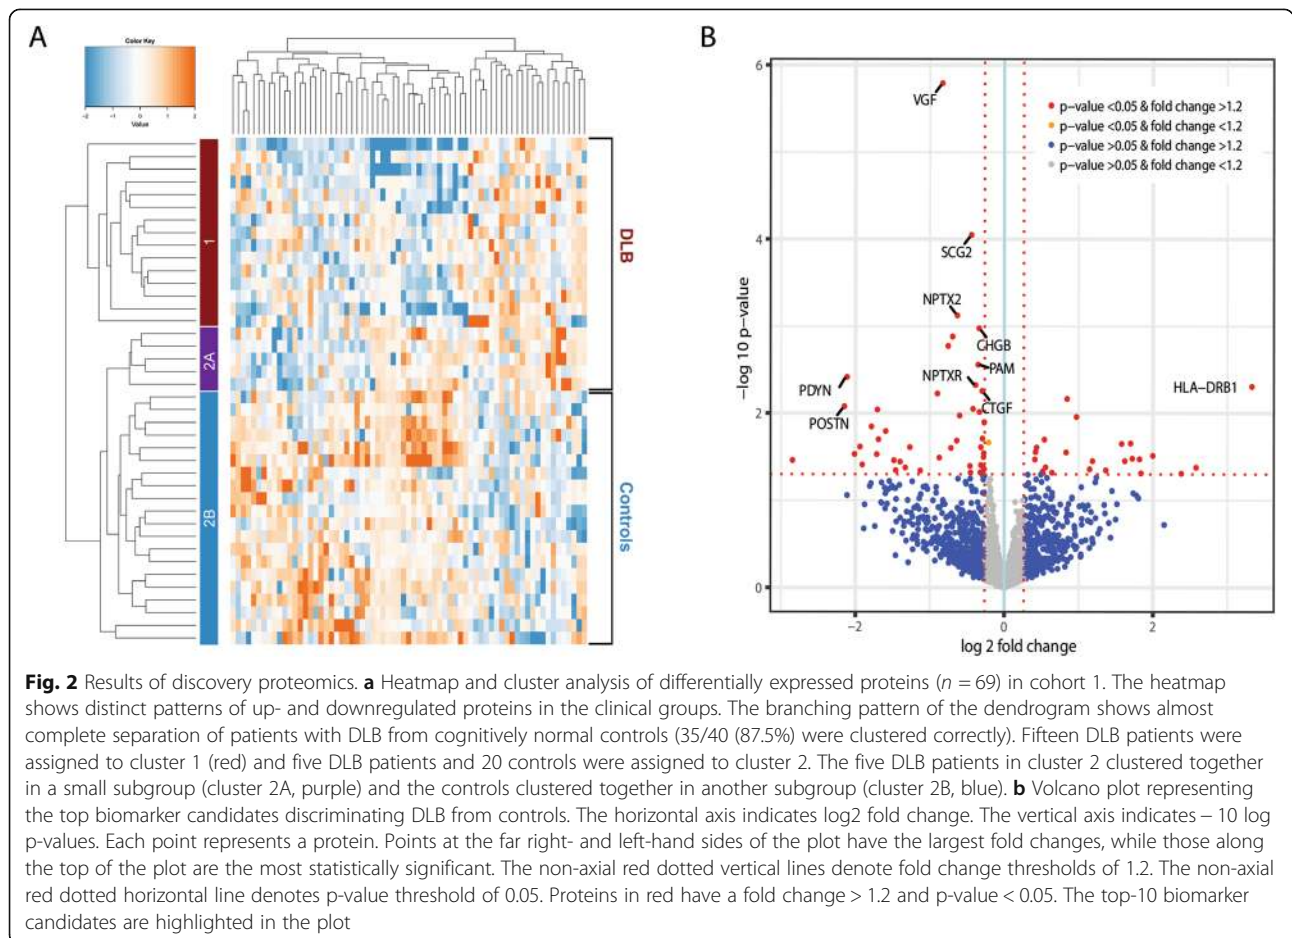 A
Color Key
-2 -1 0 1 2
Value
1
2A
2B
DLB
Controls
B
6
4
2
0
−log 10 p−value
−2 0 2
log 2 fold change
p−value <0.05 & fold change >1.2
p−value <0.05 & fold change <1.2
p−value >0.05 & fold change >1.2
p−value >0.05 & fold change <1.2
VGF
SCG2
NPTX2
CHGB
PAM
NPTXR
CTGF
PDYN
POSTN
HLA−DRB1
Fig. 2 Results of discovery proteomics. a Heatmap and cluster analysis of differentially expressed proteins (n = 69) in cohort 1. The heatmap
shows distinct patterns of up- and downregulated proteins in the clinical groups. The branching pattern of the dendrogram shows almost
complete separation of patients with DLB from cognitively normal controls (35/40 (87.5%) were clustered correctly). Fifteen DLB patients were
assigned to cluster 1 (red) and five DLB patients and 20 controls were assigned to cluster 2. The five DLB patients in cluster 2 clustered together
in a small subgroup (cluster 2A, purple) and the controls clustered together in another subgroup (cluster 2B, blue). b Volcano plot representing
the top biomarker candidates discriminating DLB from controls. The horizontal axis indicates log2 fold change. The vertical axis indicates − 10 log
p-values. Each point represents a protein. Points at the far right- and left-hand sides of the plot have the largest fold changes, while those along
the top of the plot are the most statistically significant. The non-axial red dotted vertical lines denote fold change thresholds of 1.2. The non-axial
red dotted horizontal line denotes p-value threshold of 0.05. Proteins in red have a fold change > 1.2 and p-value < 0.05. The top-10 biomarker
candidates are highlighted in the plot